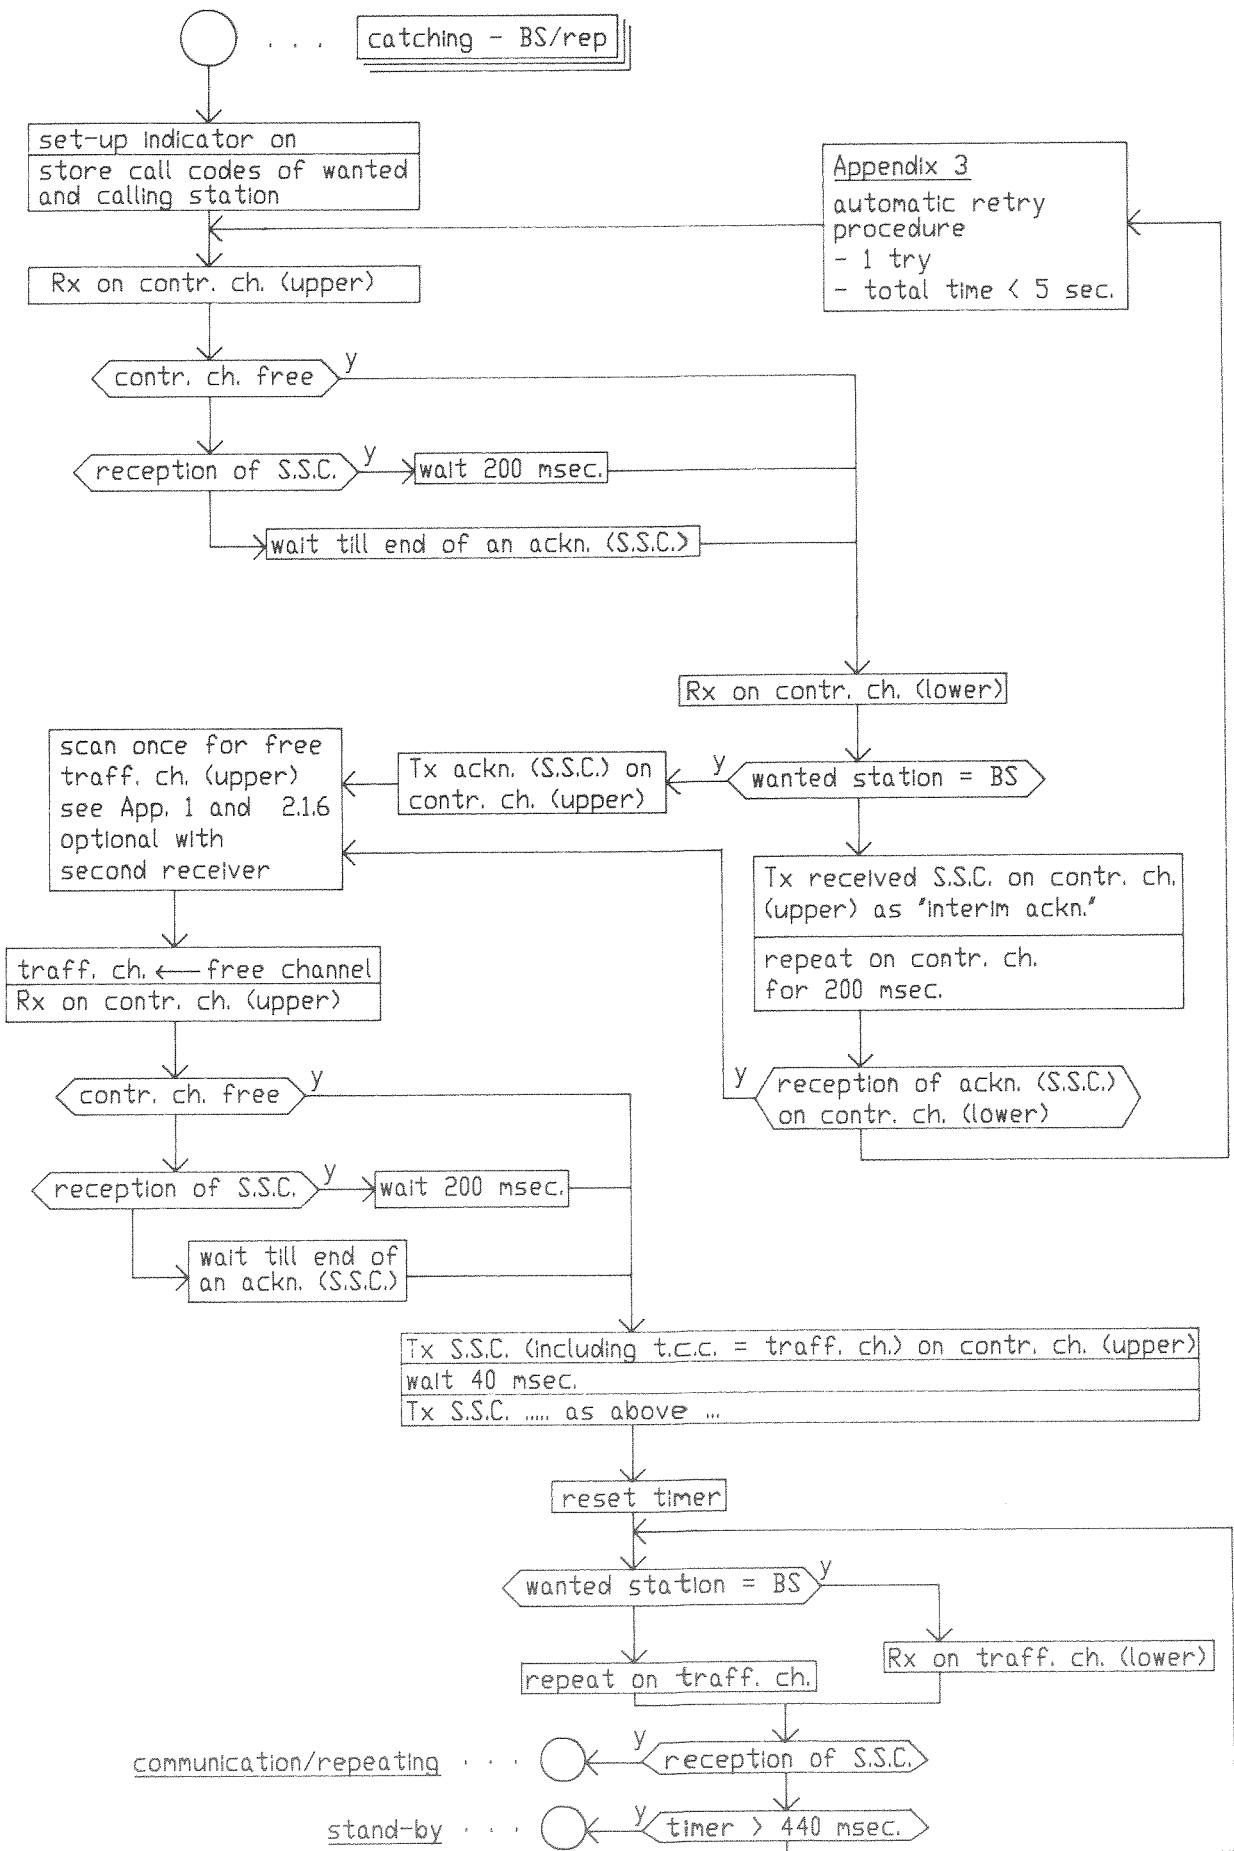 catching - BS/rep
set-up indicator on
store call codes of wanted
and calling station
Appendix 3
automatic retry
procedure
- 1 try
- total time < 5 sec.
Rx on contr. ch. (upper)
contr. ch. free
y
reception of S.S.C.
y
wait 200 msec.
wait till end of an ackn. (S.S.C.)
Rx on contr. ch. (lower)
wanted station = BS
y
Tx ackn. (S.S.C.) on
contr. ch. (upper)
scan once for free
traff. ch. (upper)
see App. 1 and 2.1.6
optional with
second receiver
Tx received S.S.C. on contr. ch.
(upper) as "interim ackn."
repeat on contr. ch.
for 200 msec.
traff. ch. ← free channel
Rx on contr. ch. (upper)
y
reception of ackn. (S.S.C.)
on contr. ch. (lower)
contr. ch. free
y
reception of S.S.C.
y
wait 200 msec.
wait till end of
an ackn. (S.S.C.)
Tx S.S.C. (including t.c.c. = traff. ch.) on contr. ch. (upper)
wait 40 msec.
Tx S.S.C. ..... as above ...
reset timer
wanted station = BS
y
Rx on traff. ch. (lower)
repeat on traff. ch.
communication/repeating
y
reception of S.S.C.
stand-by
y
timer > 440 msec.